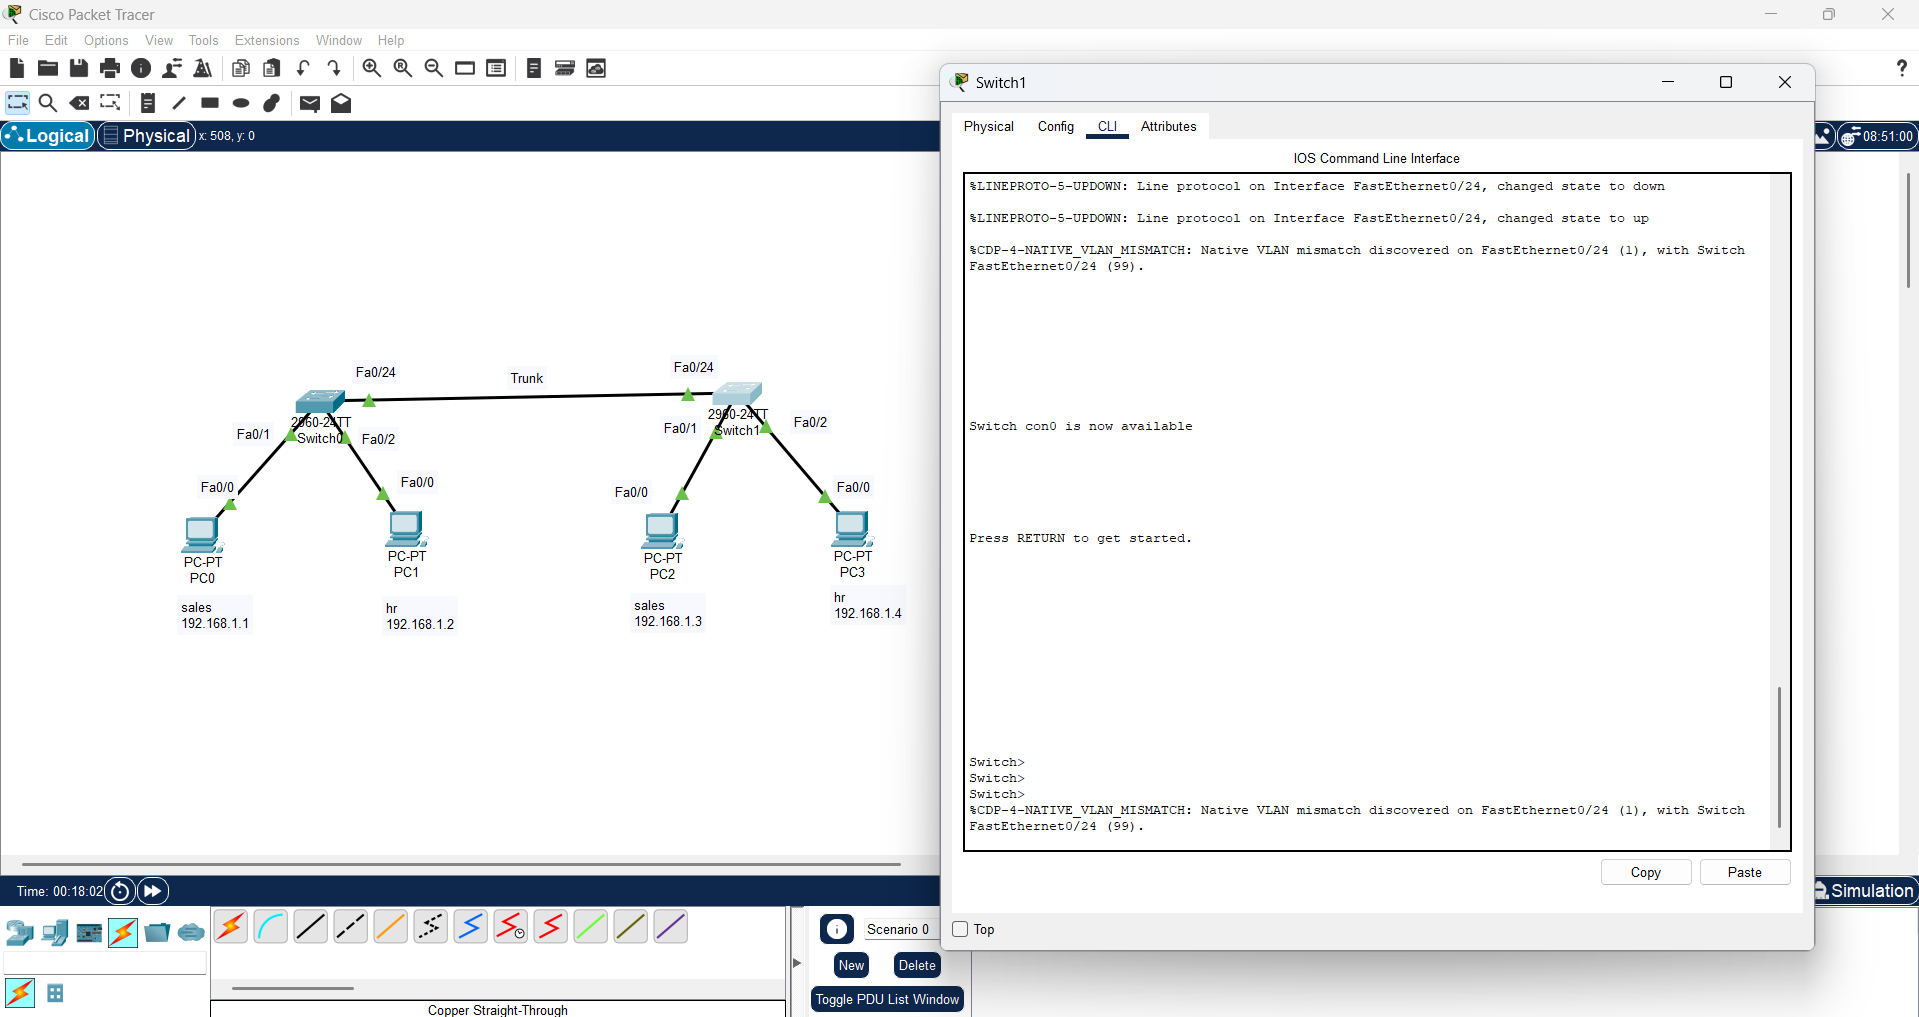 Cisco Packet Tracer
File Edit Options View Tools Extensions Window Help
Logical Physical x: 508, y: 0
08:51:00
Fa0/24
Trunk
Fa0/24
2960-24TT
Switch0
Fa0/1
Fa0/2
2960-24TT
Switch1
Fa0/1
Fa0/2
Fa0/0
Fa0/0
Fa0/0
Fa0/0
PC-PT
PC0
PC-PT
PC1
PC-PT
PC2
PC-PT
PC3
sales
192.168.1.1
hr
192.168.1.2
sales
192.168.1.3
hr
192.168.1.4
Switch1
Physical Config CLI Attributes
IOS Command Line Interface
%LINEPROTO-5-UPDOWN: Line protocol on Interface FastEthernet0/24, changed state to down
%LINEPROTO-5-UPDOWN: Line protocol on Interface FastEthernet0/24, changed state to up
%CDP-4-NATIVE_VLAN_MISMATCH: Native VLAN mismatch discovered on FastEthernet0/24 (1), with Switch
FastEthernet0/24 (99).
Switch con0 is now available
Press RETURN to get started.
Switch>
Switch>
Switch>
%CDP-4-NATIVE_VLAN_MISMATCH: Native VLAN mismatch discovered on FastEthernet0/24 (1), with Switch
FastEthernet0/24 (99).
Copy Paste
Top
Time: 00:18:02
Simulation
Scenario 0
New Delete
Toggle PDU List Window
Copper Straight-Through